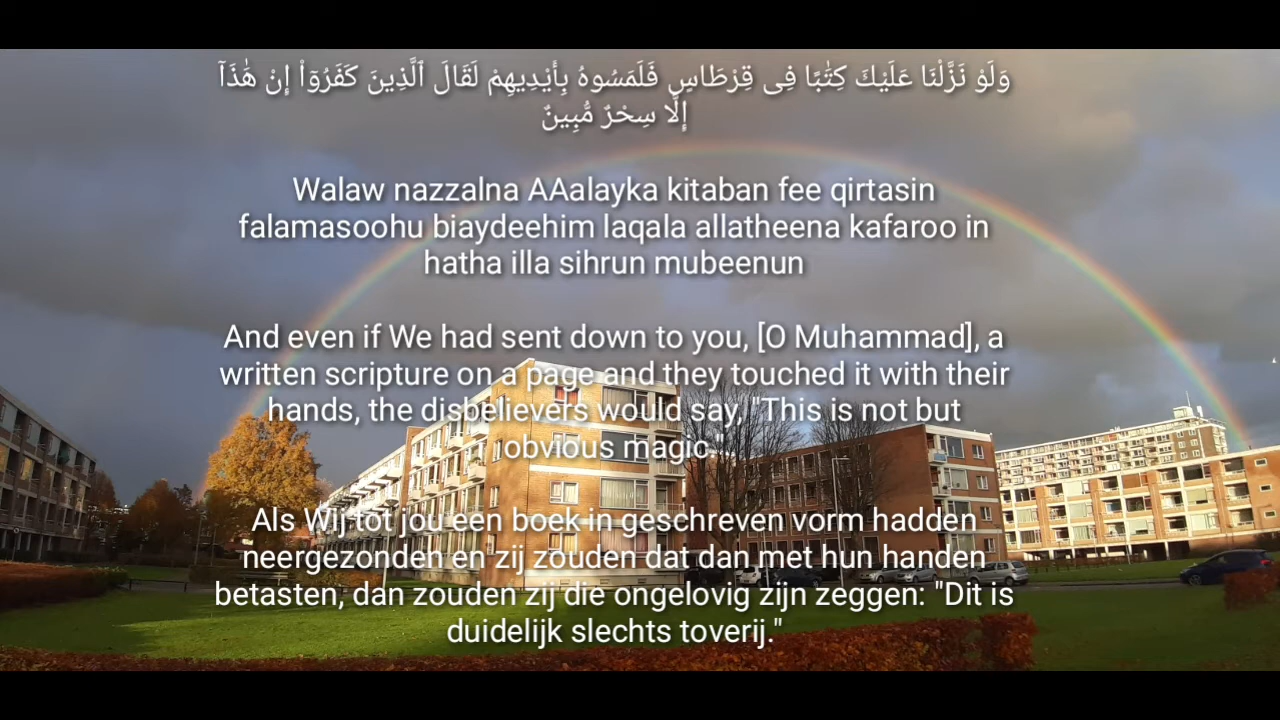 وَلَوْ نَزَّلْنَا عَلَيْكَ كِتَٰبًا فِى قِرْطَاسٍ فَلَمَسُوهُ بِأَيْدِيهِمْ لَقَالَ ٱلَّذِينَ كَفَرُوٓا۟ إِنْ هَٰذَآ
إِلَّا سِحْرٌ مُّبِينٌ
Walaw nazzalna AAalayka kitaban fee qirtasin
falamasoohu biaydeehim laqala allatheena kafaroo in
hatha illa sihrun mubeenun
And even if We had sent down to you, [O Muhammad], a
written scripture on a page and they touched it with their
hands, the disbelievers would say, "This is not but
obvious magic."
Als Wij tot jou een boek in geschreven vorm hadden
neergezonden en zij zouden dat dan met hun handen
betasten, dan zouden zij die ongelovig zijn zeggen: "Dit is
duidelijk slechts toverij."